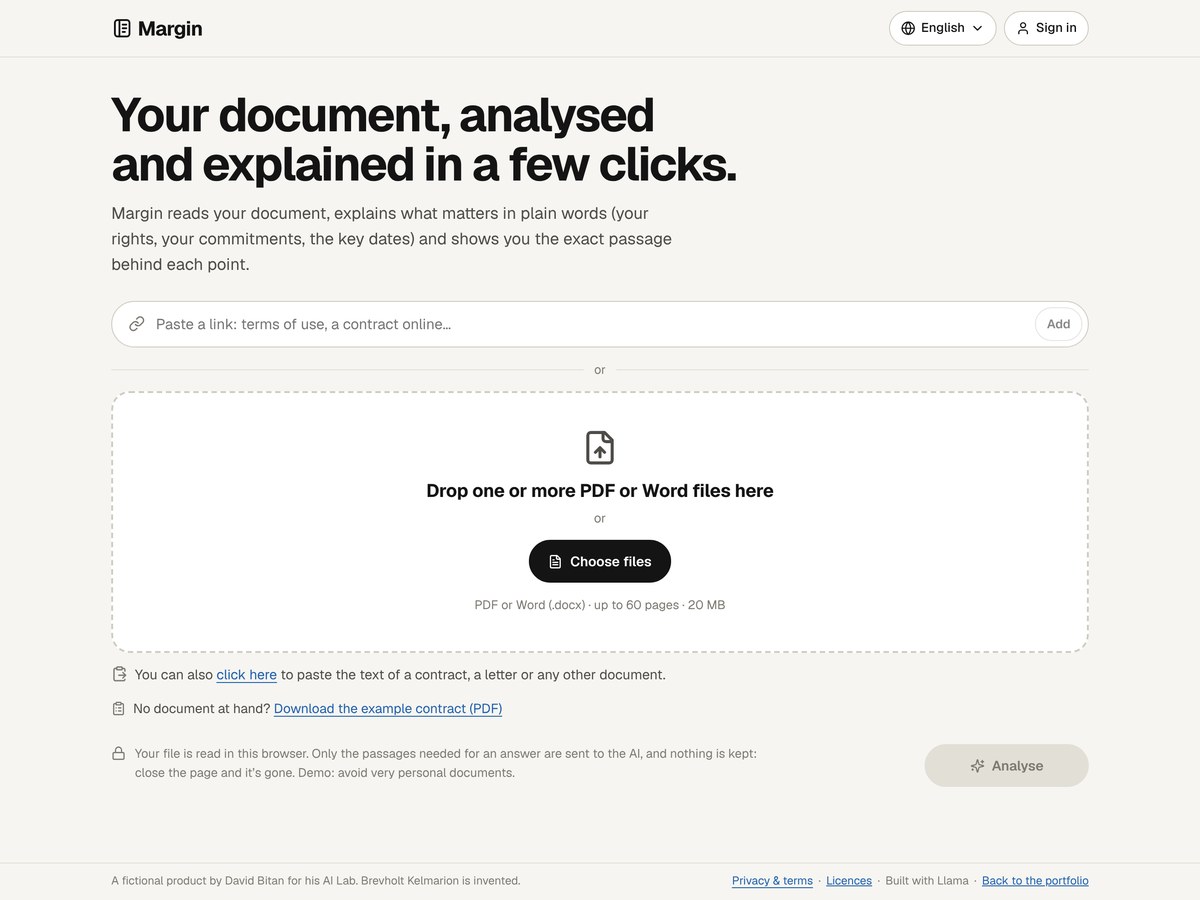 Margin
English
Sign in
Your document, analysed
and explained in a few clicks.
Margin reads your document, explains what matters in plain words (your
rights, your commitments, the key dates) and shows you the exact passage
behind each point.
Paste a link: terms of use, a contract online...
Add
or
Drop one or more PDF or Word files here
or
Choose files
PDF or Word (.docx) · up to 60 pages · 20 MB
You can also click here to paste the text of a contract, a letter or any other document.
No document at hand? Download the example contract (PDF)
Your file is read in this browser. Only the passages needed for an answer are sent to the AI, and nothing is kept:
close the page and it's gone. Demo: avoid very personal documents.
Analyse
A fictional product by David Bitan for his AI Lab. Brevholt Kelmarion is invented.
Privacy & terms · Licences · Built with Llama · Back to the portfolio